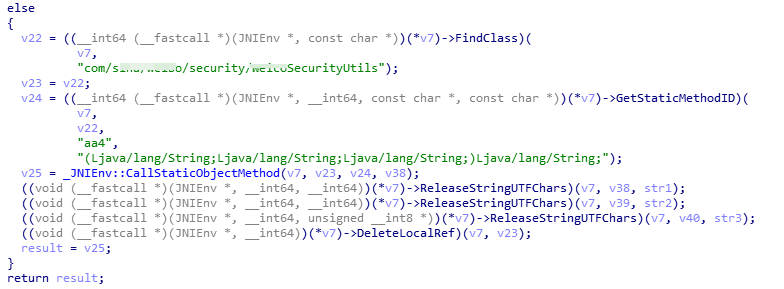 else
{
v22 = ((__int64 (__fastcall *)(JNIEnv *, const char *))(*v7)->FindClass)(
v7,
"com/ /security/ SecurityUtils");
v23 = v22;
v24 = ((__int64 (__fastcall *)(JNIEnv *, __int64, const char *, const char *))(*v7)->GetStaticMethodID)(
v7,
v22,
"aa4",
"(Ljava/lang/String;Ljava/lang/String;Ljava/lang/String;)Ljava/lang/String;");
v25 = _JNIEnv::CallStaticObjectMethod(v7, v23, v24, v38);
((void (__fastcall *)(JNIEnv *, __int64, __int64))(*v7)->ReleaseStringUTFChars)(v7, v38, str1);
((void (__fastcall *)(JNIEnv *, __int64, __int64))(*v7)->ReleaseStringUTFChars)(v7, v39, str2);
((void (__fastcall *)(JNIEnv *, __int64, unsigned __int8 *))(*v7)->ReleaseStringUTFChars)(v7, v40, str3);
((void (__fastcall *)(JNIEnv *, __int64))(*v7)->DeleteLocalRef)(v7, v23);
result = v25;
}
return result;